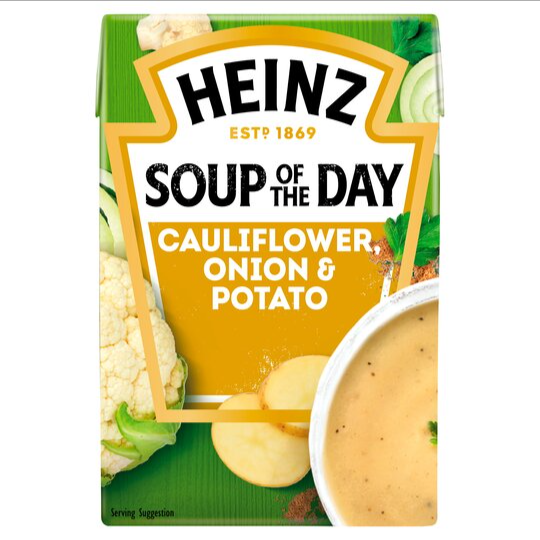 HEINZ
ESTD 1869
SOUP OF THE DAY
CAULIFLOWER,
ONION &
POTATO
Serving Suggestion